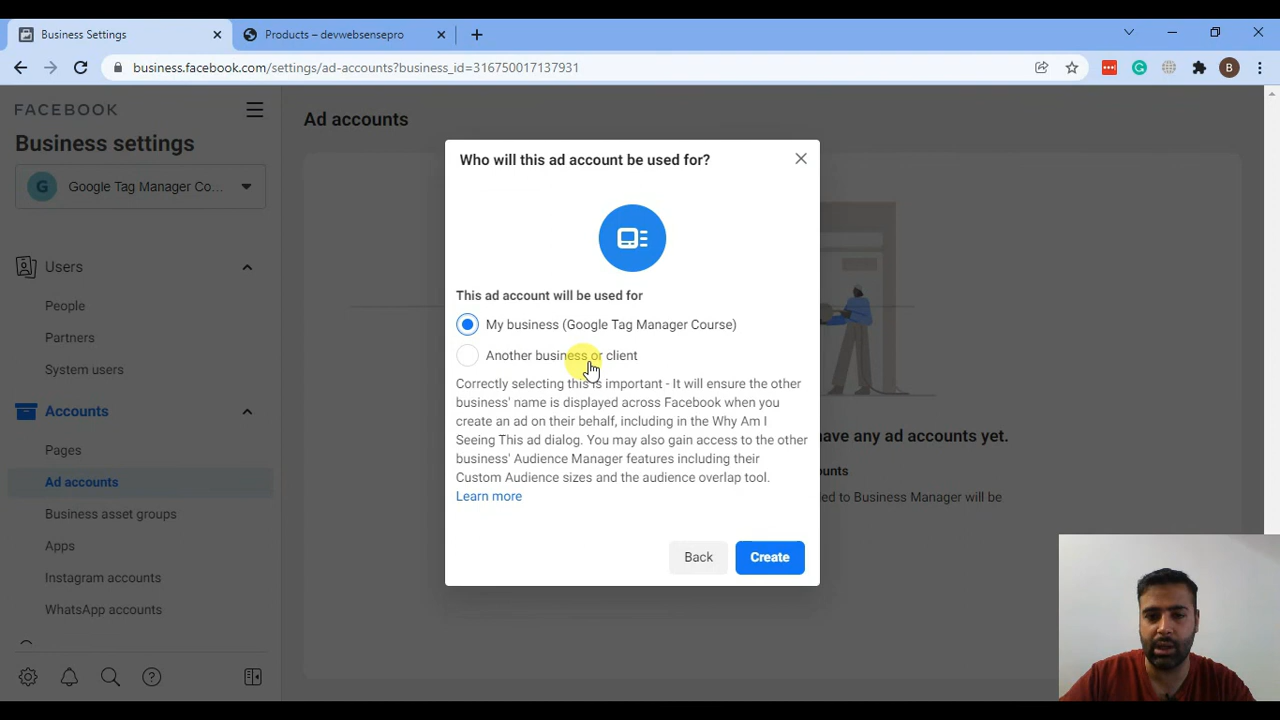 Business Settings
Products – devwebsensepro
business.facebook.com/settings/ad-accounts?business_id=316750017137931
B
FACEBOOK
Business settings
G
Google Tag Manager Co...
Users
People
Partners
System users
Accounts
Pages
Ad accounts
Business asset groups
Apps
Instagram accounts
WhatsApp accounts
Ad accounts
have any ad accounts yet.
ounts
ed to Business Manager will be
Who will this ad account be used for?
This ad account will be used for
My business (Google Tag Manager Course)
Another business or client
Correctly selecting this is important - It will ensure the other
business' name is displayed across Facebook when you
create an ad on their behalf, including in the Why Am I
Seeing This ad dialog. You may also gain access to the other
business' Audience Manager features including their
Custom Audience sizes and the audience overlap tool.
Learn more
Back
Create